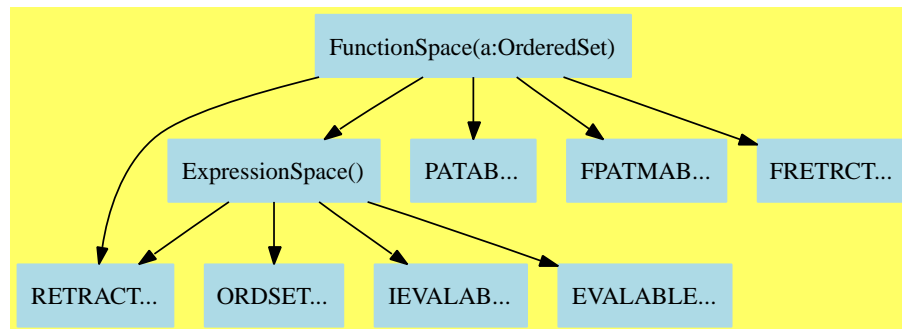 FunctionSpace(a:OrderedSet)
ExpressionSpace()
PATAB...
FPATMAB...
FRETRCT...
RETRACT...
ORDSET...
IEVALAB...
EVALABLE...